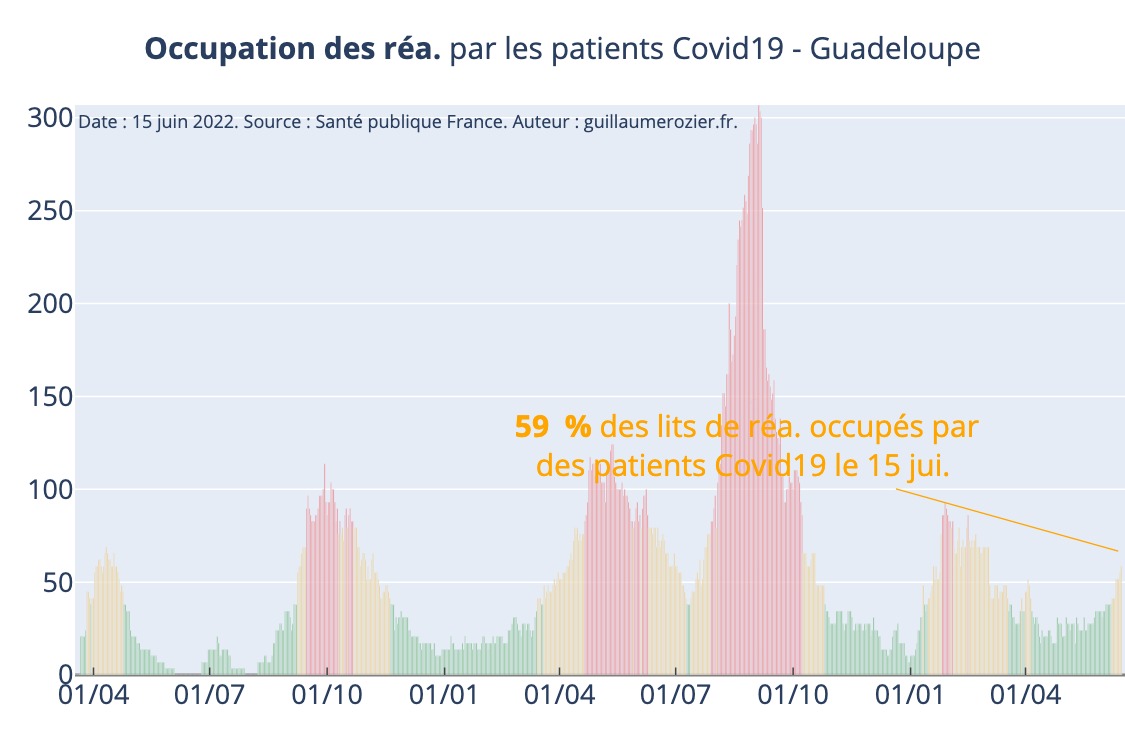 Occupation des réa. par les patients Covid19 - Guadeloupe
300
Date : 15 juin 2022. Source : Santé publique France. Auteur : guillaumerozier.fr.
250
200
150
59 % des lits de réa. occupés par
des patients Covid19 le 15 jui.
100
50
0
01/04 01/07 01/10 01/01 01/04 01/07 01/10 01/01 01/04